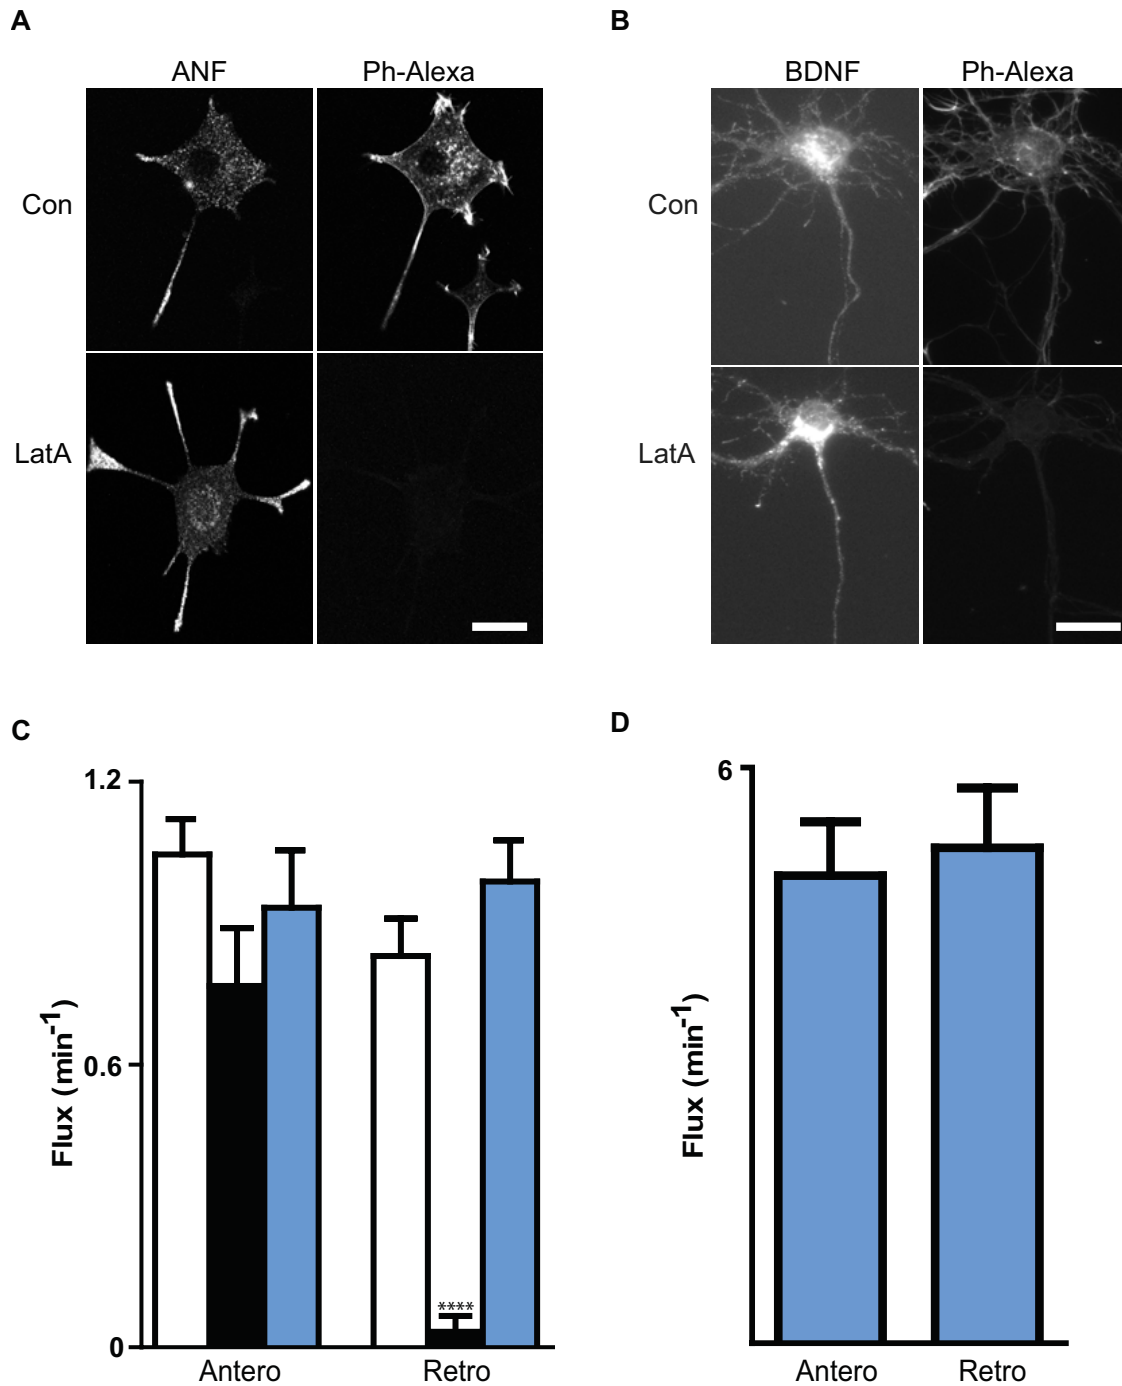 A
B
ANF Ph-Alexa
BDNF Ph-Alexa
Con
Con
LatA
LatA
C
D
1.2
0.6
0
Flux (min-1)
****
Antero Retro
6
Flux (min-1)
Antero Retro